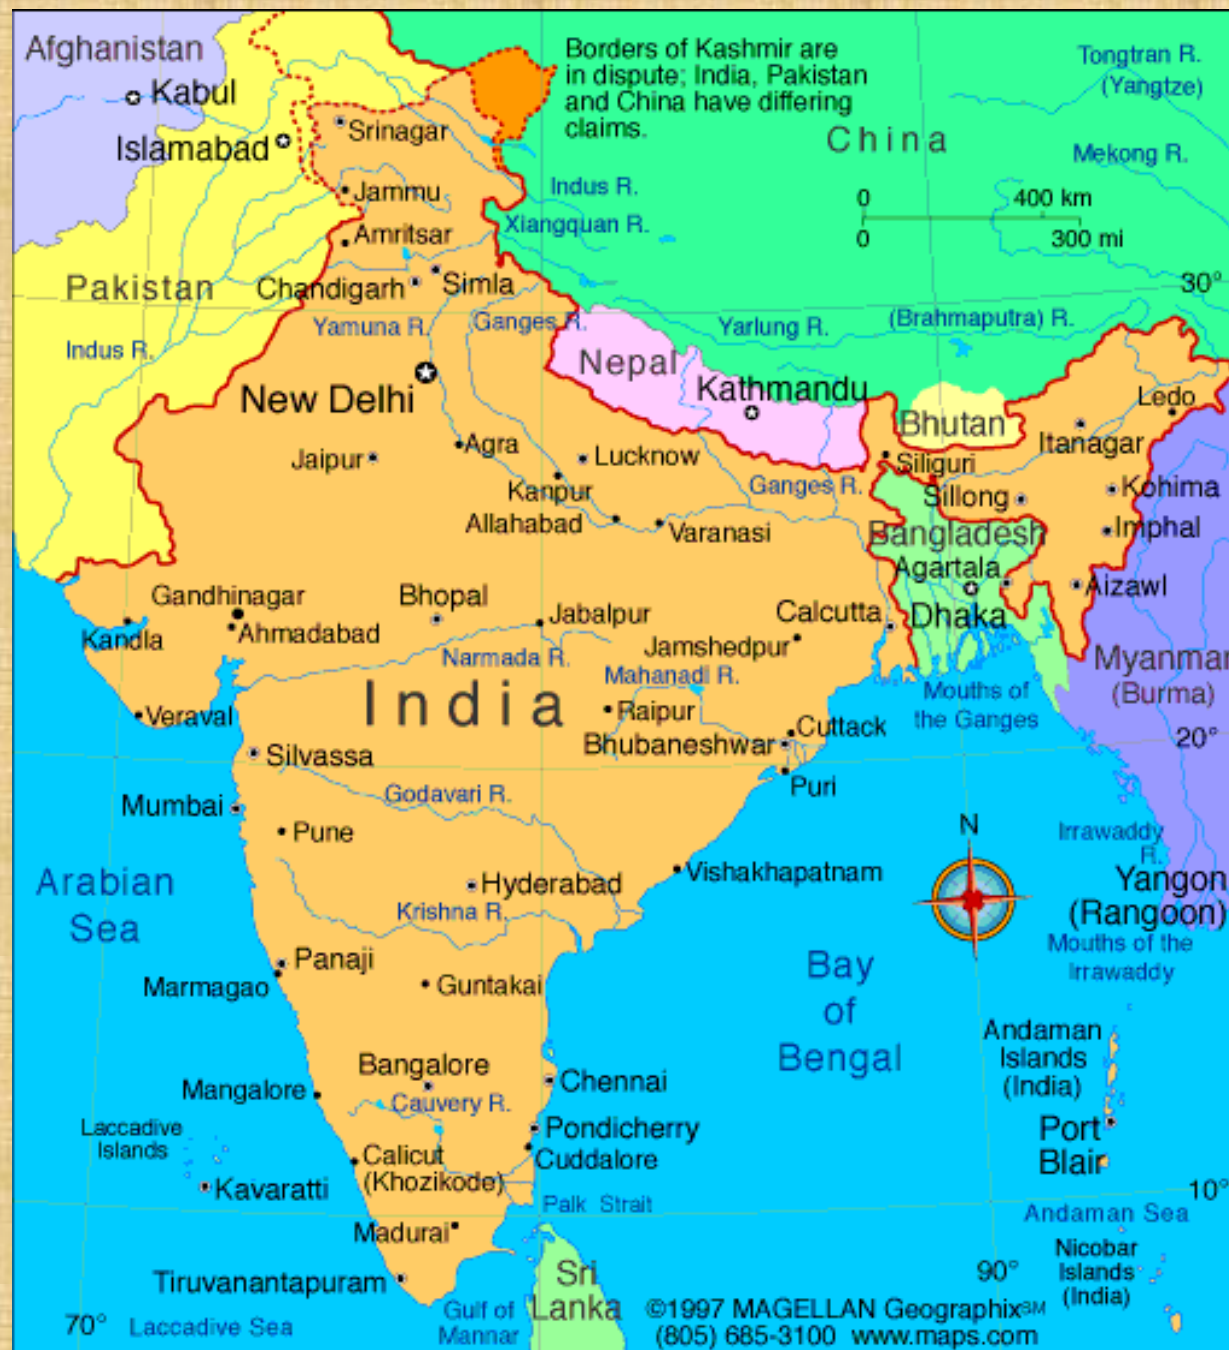 Afghanistan
Kabul
Islamabad
Borders of Kashmir are
in dispute; India, Pakistan
and China have differing
claims.
Tongtran R.
(Yangtze)
China
Mekong R.
Srinagar
Jammu
Indus R.
Xiangquan R.
0 400 km
0 300 mi
Amritsar
Pakistan
Chandigarh
Simla
30°
Yamuna R.
Ganges R.
Yarlung R.
(Brahmaputra) R.
Indus R.
Nepal
Kathmandu
New Delhi
Ledo
Bhutan
Itanagar
Jaipur
Agra
Lucknow
Siliguri
Kanpur
Ganges R.
Sillong
Kohima
Allahabad
Varanasi
Bangladesh
Imphal
Agartala
Aizawl
Gandhinagar
Bhopal
Jabalpur
Calcutta
Dhaka
Kandla
Ahmadabad
Jamshedpur
Narmada R.
Mahanadi R.
Myanmar
(Burma)
India
Mouths of
the Ganges
Veraval
Raipur
Cuttack
Bhubaneshwar
20°
Silvassa
Puri
Mumbai
Godavari R.
Pune
N
Irrawaddy
R.
Arabian
Sea
Hyderabad
Vishakhapatnam
Yangon
(Rangoon)
Krishna R.
Mouths of the
Irrawaddy
Panaji
Marmagao
Guntakai
Bay
of
Bengal
Andaman
Islands
(India)
Bangalore
Chennai
Mangalore
Cauvery R.
Laccadive
Islands
Pondicherry
Port
Blair
Calicut
(Khozikode)
Cuddalore
Kavaratti
10°
Palk Strait
Andaman Sea
Madurai
Nicobar
Islands
(India)
Tiruvanantapuram
Sri
Lanka
90°
70°
Laccadive Sea
Gulf of
Mannar
©1997 MAGELLAN Geographix℠
(805) 685-3100 www.maps.com